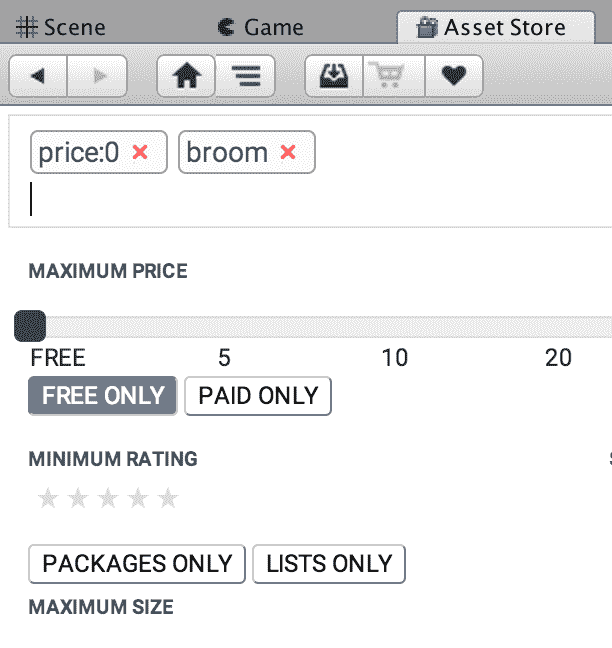 Scene Game Asset Store
price:0 broom
MAXIMUM PRICE
FREE 5 10 20
FREE ONLY PAID ONLY
MINIMUM RATING
PACKAGES ONLY LISTS ONLY
MAXIMUM SIZE